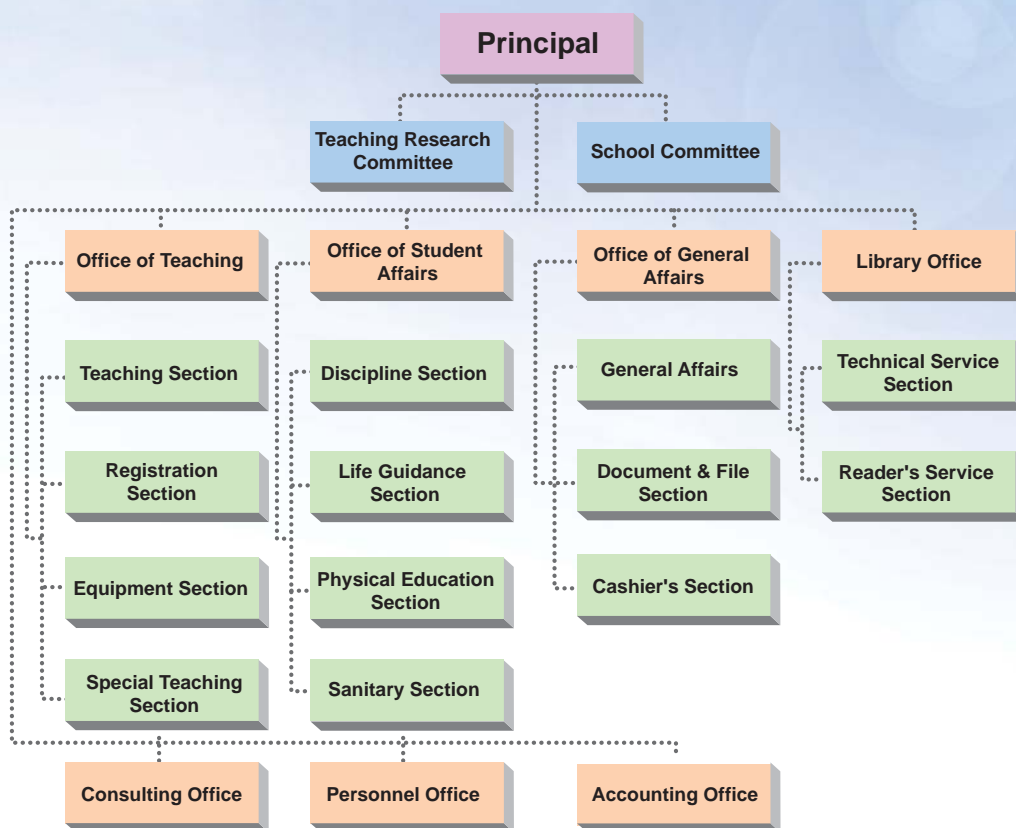 Principal
Teaching Research
Committee
School Committee
Office of Teaching
Office of Student
Affairs
Office of General
Affairs
Library Office
Teaching Section
Discipline Section
General Affairs
Technical Service
Section
Registration
Section
Life Guidance
Section
Document & File
Section
Reader's Service
Section
Equipment Section
Physical Education
Section
Cashier's Section
Special Teaching
Section
Sanitary Section
Consulting Office
Personnel Office
Accounting Office